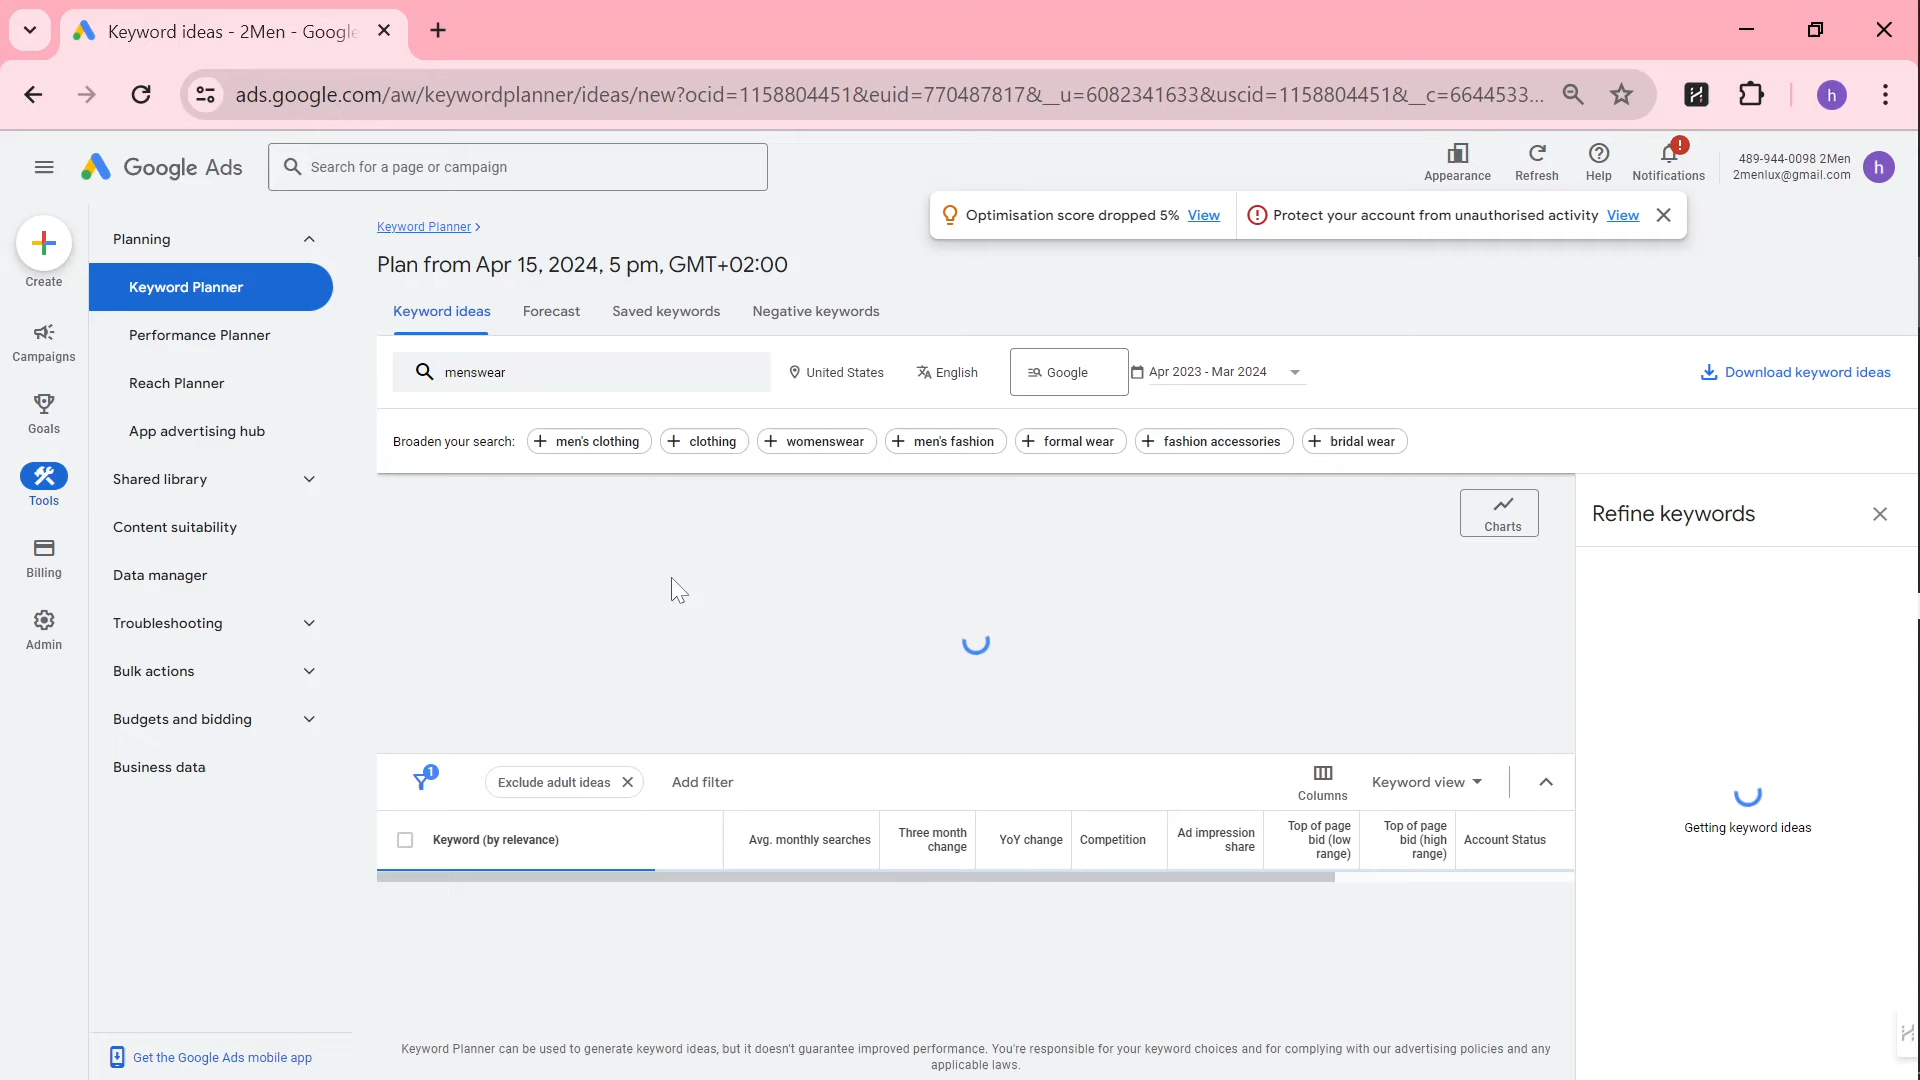 Keyword ideas - 2Men - Google
ads.google.com/aw/keywordplanner/ideas/new?ocid=1158804451&euid=770487817&__u=6082341633&uscid=1158804451&__c=6644533...
h
Google Ads
Search for a page or campaign
Appearance
Refresh
Help
Notifications
489-944-0098 2Men
2menlux@gmail.com
h
Optimisation score dropped 5% View
Protect your account from unauthorised activity View
Create
Campaigns
Goals
Tools
Billing
Admin
Planning
Keyword Planner
Performance Planner
Reach Planner
App advertising hub
Shared library
Content suitability
Data manager
Troubleshooting
Bulk actions
Budgets and bidding
Business data
Get the Google Ads mobile app
Keyword Planner
Plan from Apr 15, 2024, 5 pm, GMT+02:00
Keyword ideas
Forecast
Saved keywords
Negative keywords
menswear
United States
English
Google
Apr 2023 - Mar 2024
Download keyword ideas
Broaden your search:
men's clothing
clothing
womenswear
men's fashion
formal wear
fashion accessories
bridal wear
Charts
Refine keywords
Getting keyword ideas
1
Exclude adult ideas
Add filter
Columns
Keyword view
Keyword (by relevance)
Avg. monthly searches
Three month
change
YoY change
Competition
Ad impression
share
Top of page
bid (low
range)
Top of page
bid (high
range)
Account Status
Keyword Planner can be used to generate keyword ideas, but it doesn't guarantee improved performance. You're responsible for your keyword choices and for complying with our advertising policies and any
applicable laws.